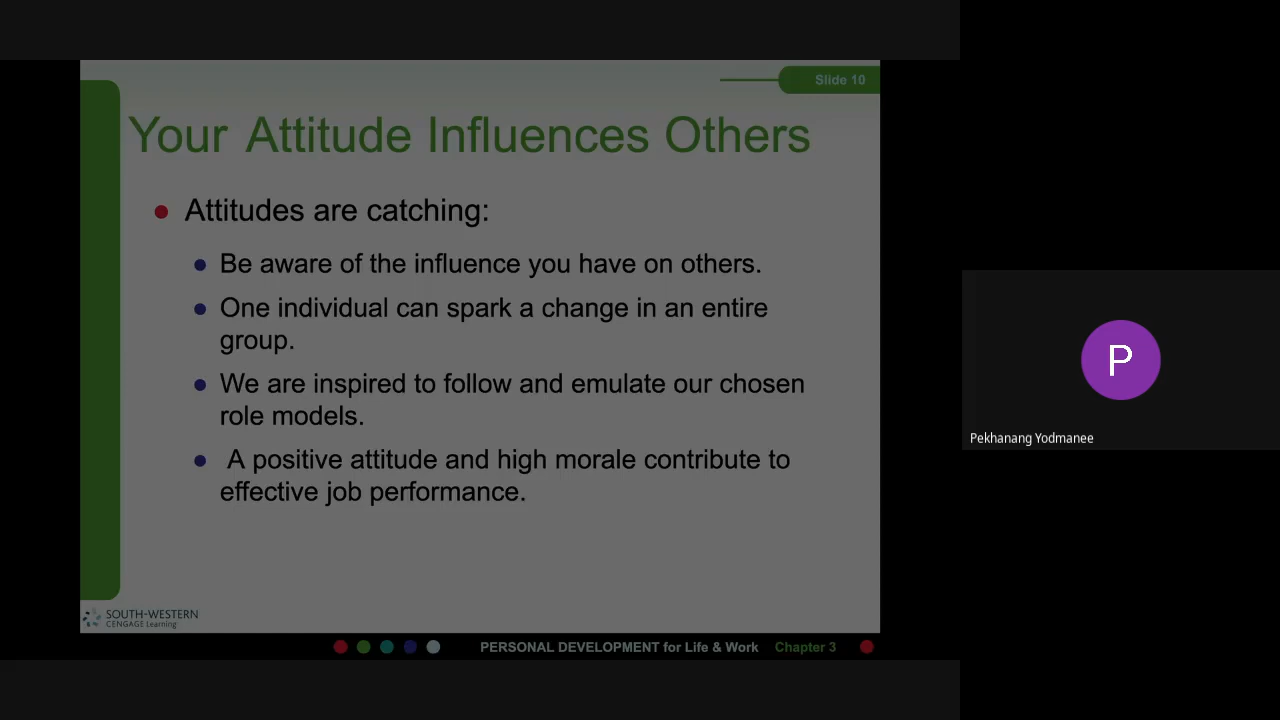 Slide 10
Your Attitude Influences Others
Attitudes are catching:
Be aware of the influence you have on others.
One individual can spark a change in an entire
group.
We are inspired to follow and emulate our chosen
role models.
A positive attitude and high morale contribute to
effective job performance.
P
Pekhanang Yodmanee
SOUTH-WESTERN
CENGAGE Learning
PERSONAL DEVELOPMENT for Life & Work Chapter 3